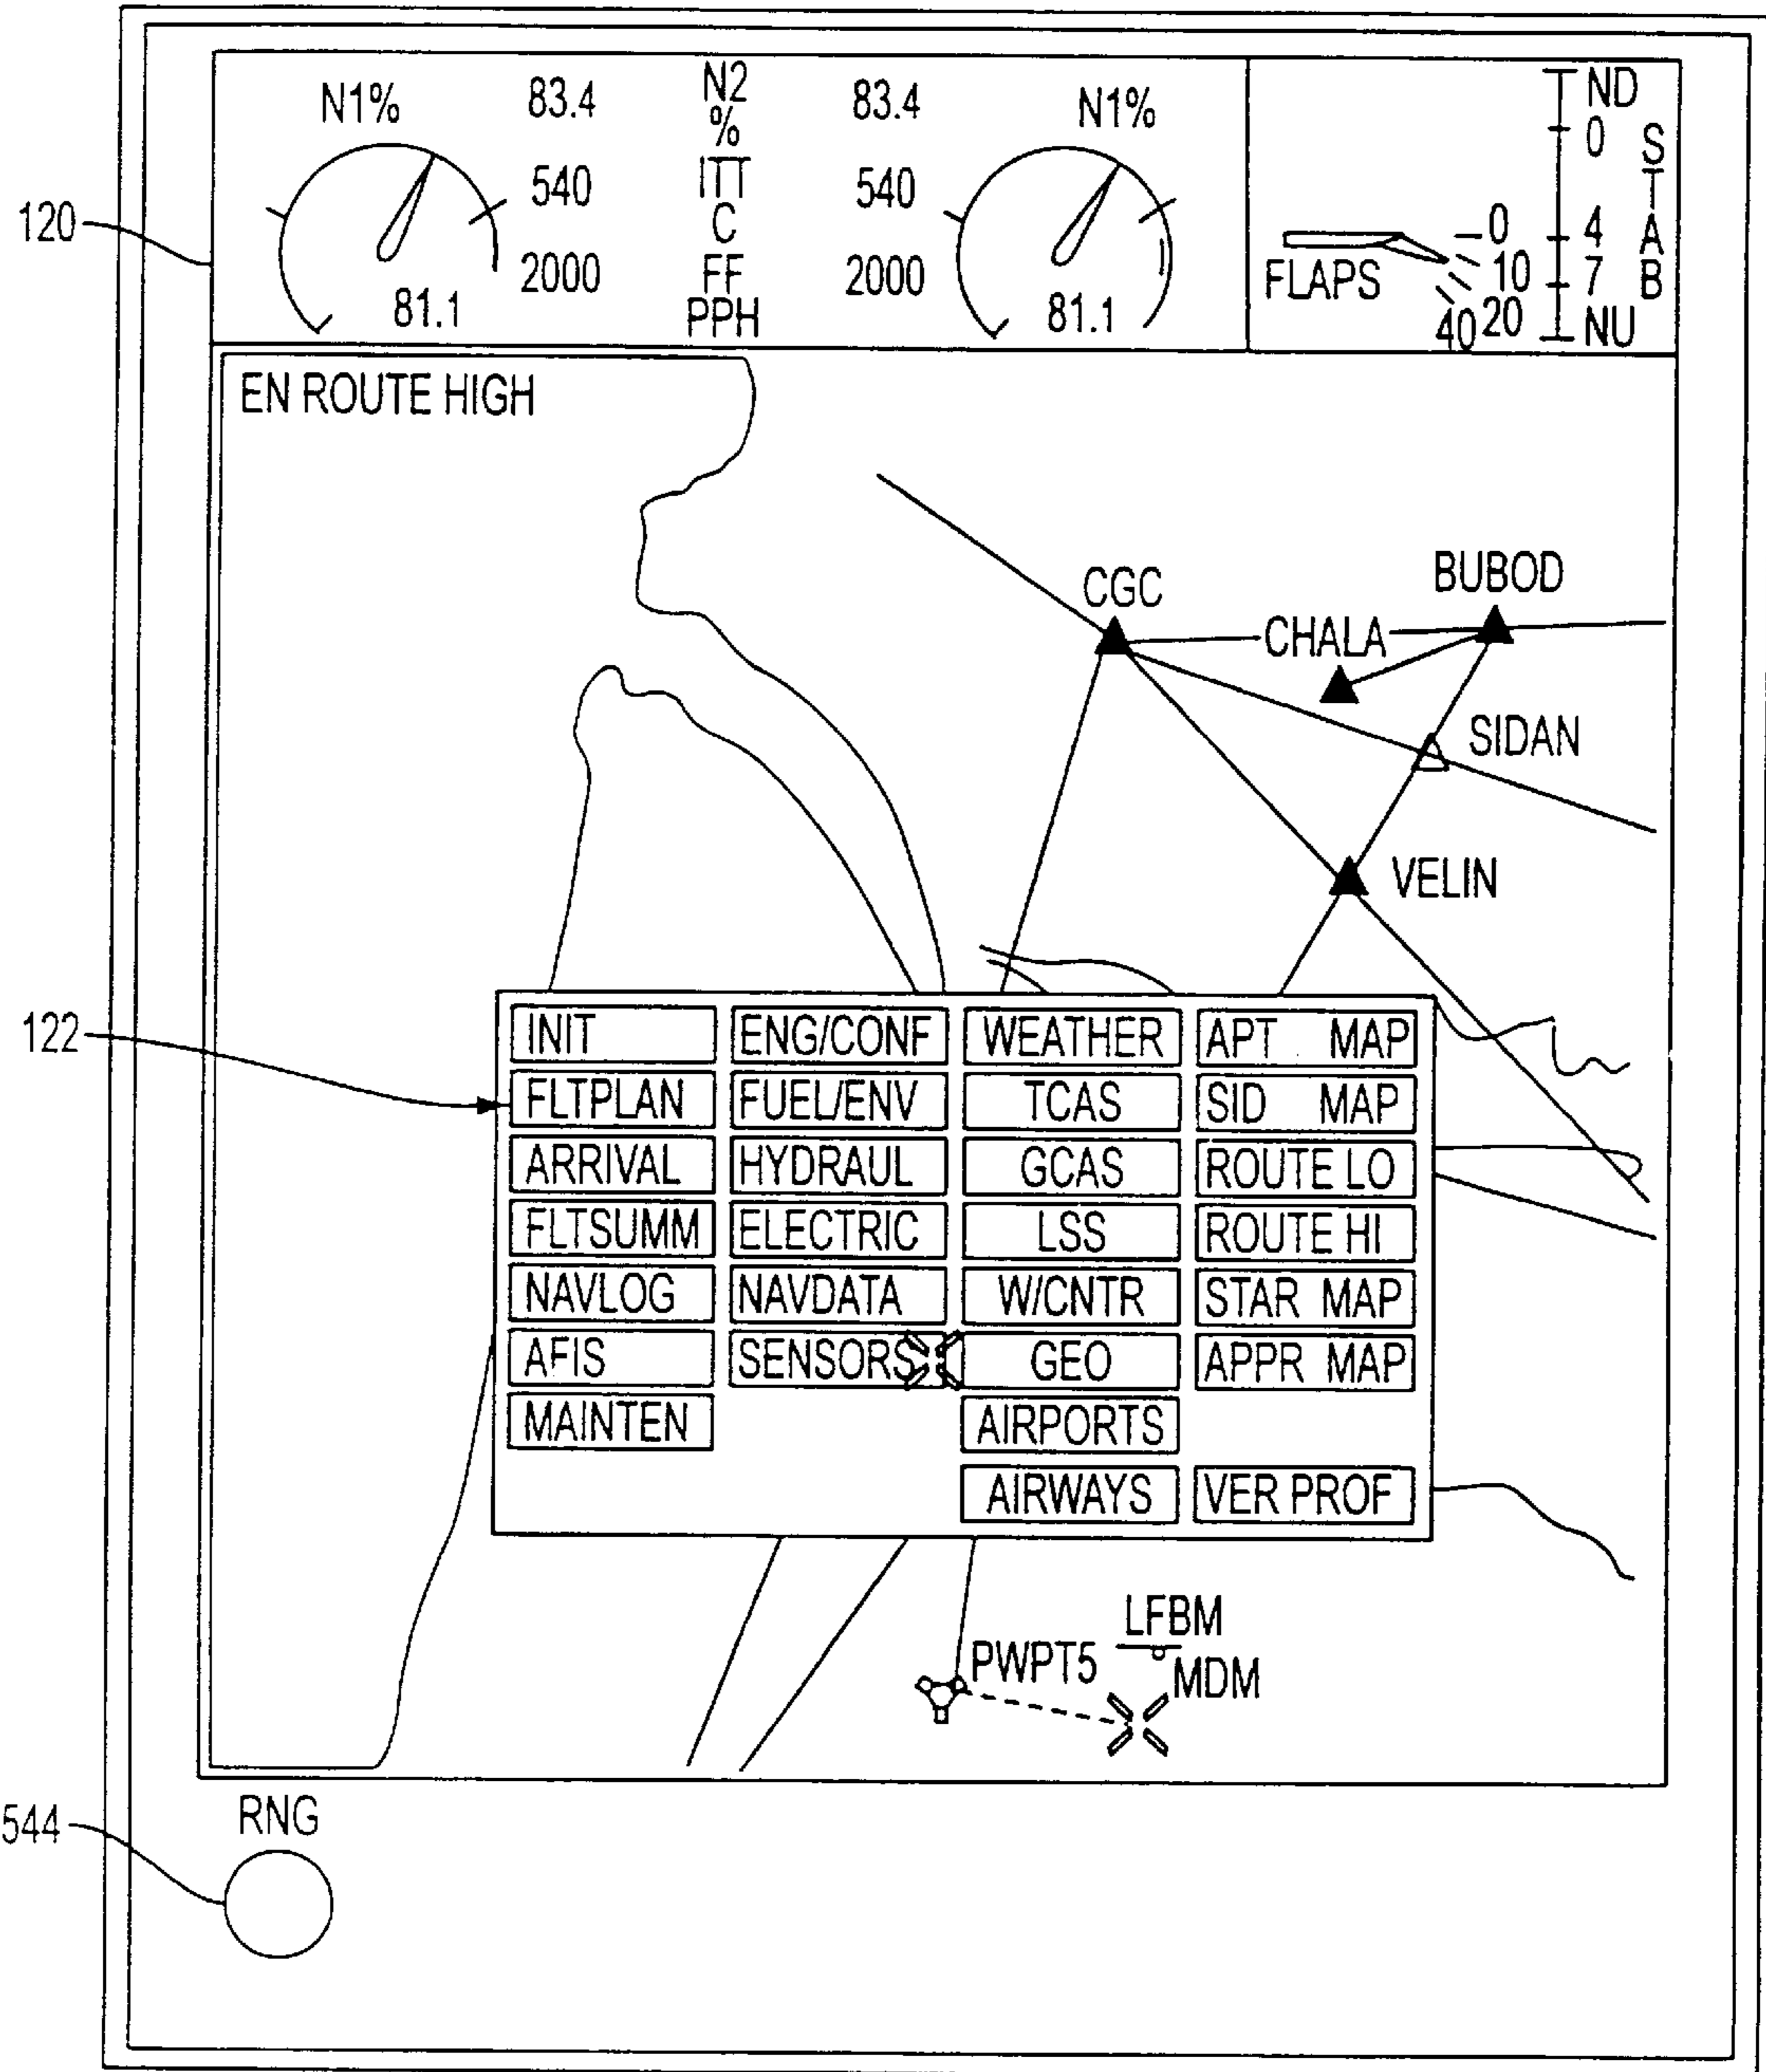 N1% 83.4 N2 % 83.4 N1%
540 ITT C 540
2000 FF PPH 2000
81.1 81.1
ND
0
4
7
NU
STAB
FLAPS
0
10
20
40
120
EN ROUTE HIGH
CGC
BUBOD
CHALA
SIDAN
VELIN
122
INIT ENG/CONF WEATHER APT MAP
FLTPLAN FUEL/ENV TCAS SID MAP
ARRIVAL HYDRAUL GCAS ROUTE LO
FLTSUMM ELECTRIC LSS ROUTE HI
NAVLOG NAVDATA W/CNTR STAR MAP
AFIS SENSORS GEO APPR MAP
MAINTEN AIRPORTS
AIRWAYS VER PROF
LFBM
PWPT5
MDM
RNG
544